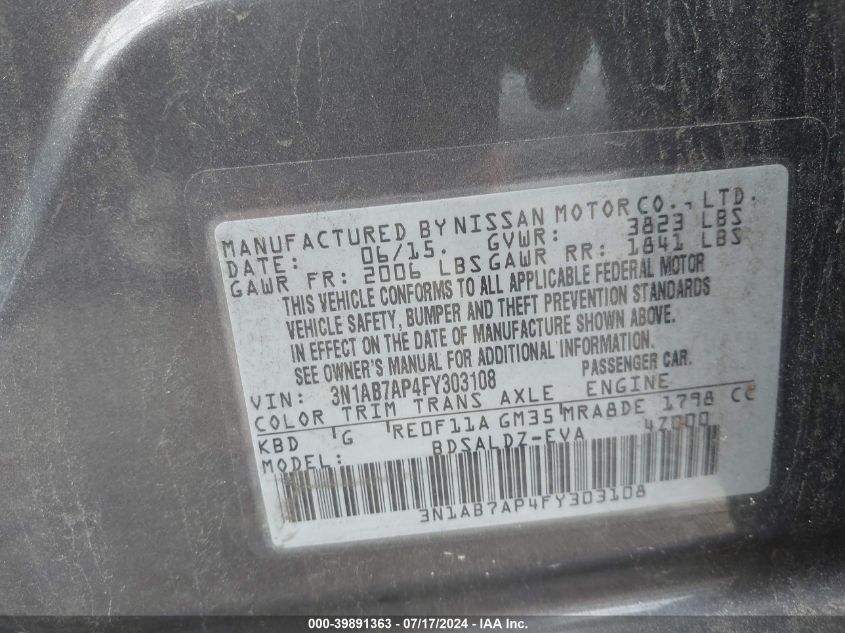 MANUFACTURED BY NISSAN MOTOR CO., LTD.
DATE: 06/15. GVWR: 3823 LBS
GAWR FR: 2006 LBS GAWR RR: 1841 LBS
THIS VEHICLE CONFORMS TO ALL APPLICABLE FEDERAL MOTOR
VEHICLE SAFETY, BUMPER AND THEFT PREVENTION STANDARDS
IN EFFECT ON THE DATE OF MANUFACTURE SHOWN ABOVE.
SEE OWNER'S MANUAL FOR ADDITIONAL INFORMATION.
VIN: 3N1AB7AP4FY303108 PASSENGER CAR.
COLOR TRIM TRANS AXLE ENGINE
KBD G RE0F11A GM35 MRA8DE 1798 CC
MODEL: BDSALDZ-EVA 4Z000
3N1AB7AP4FY303108
000-39891363 - 07/17/2024 - IAA Inc.